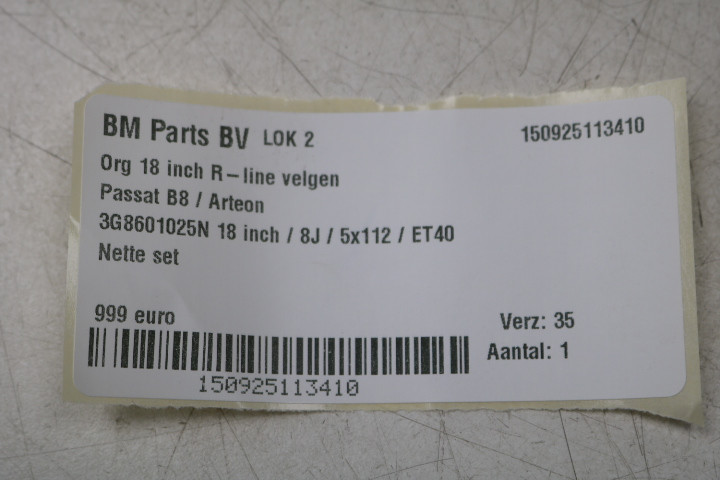 BM Parts BV LOK 2 150925113410
Org 18 inch R-line velgen
Passat B8 / Arteon
3G8601025N 18 inch / 8J / 5x112 / ET40
Nette set
999 euro Verz: 35
Aantal: 1
150925113410